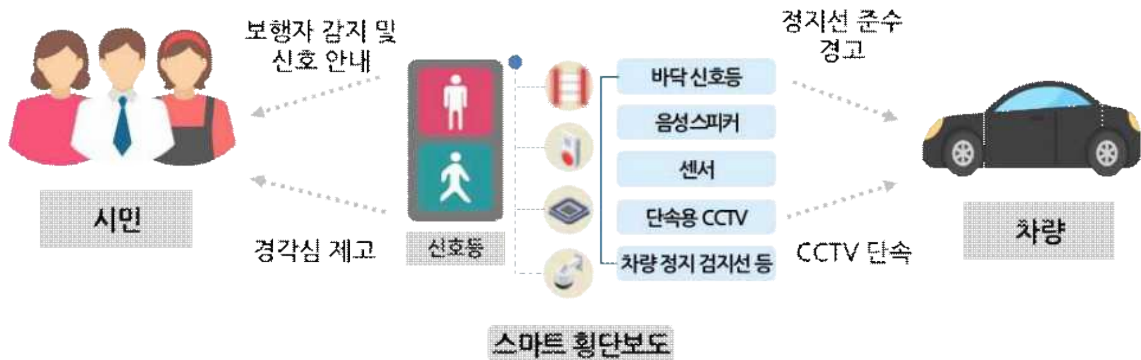 보행자 감지 및
신호 안내
정지선 준수
경고
바닥 신호등
음성스피커
센서
단속용 CCTV
차량 정지 검지선 등
시민
경각심 제고
신호등
CCTV 단속
차량
스마트 횡단보도